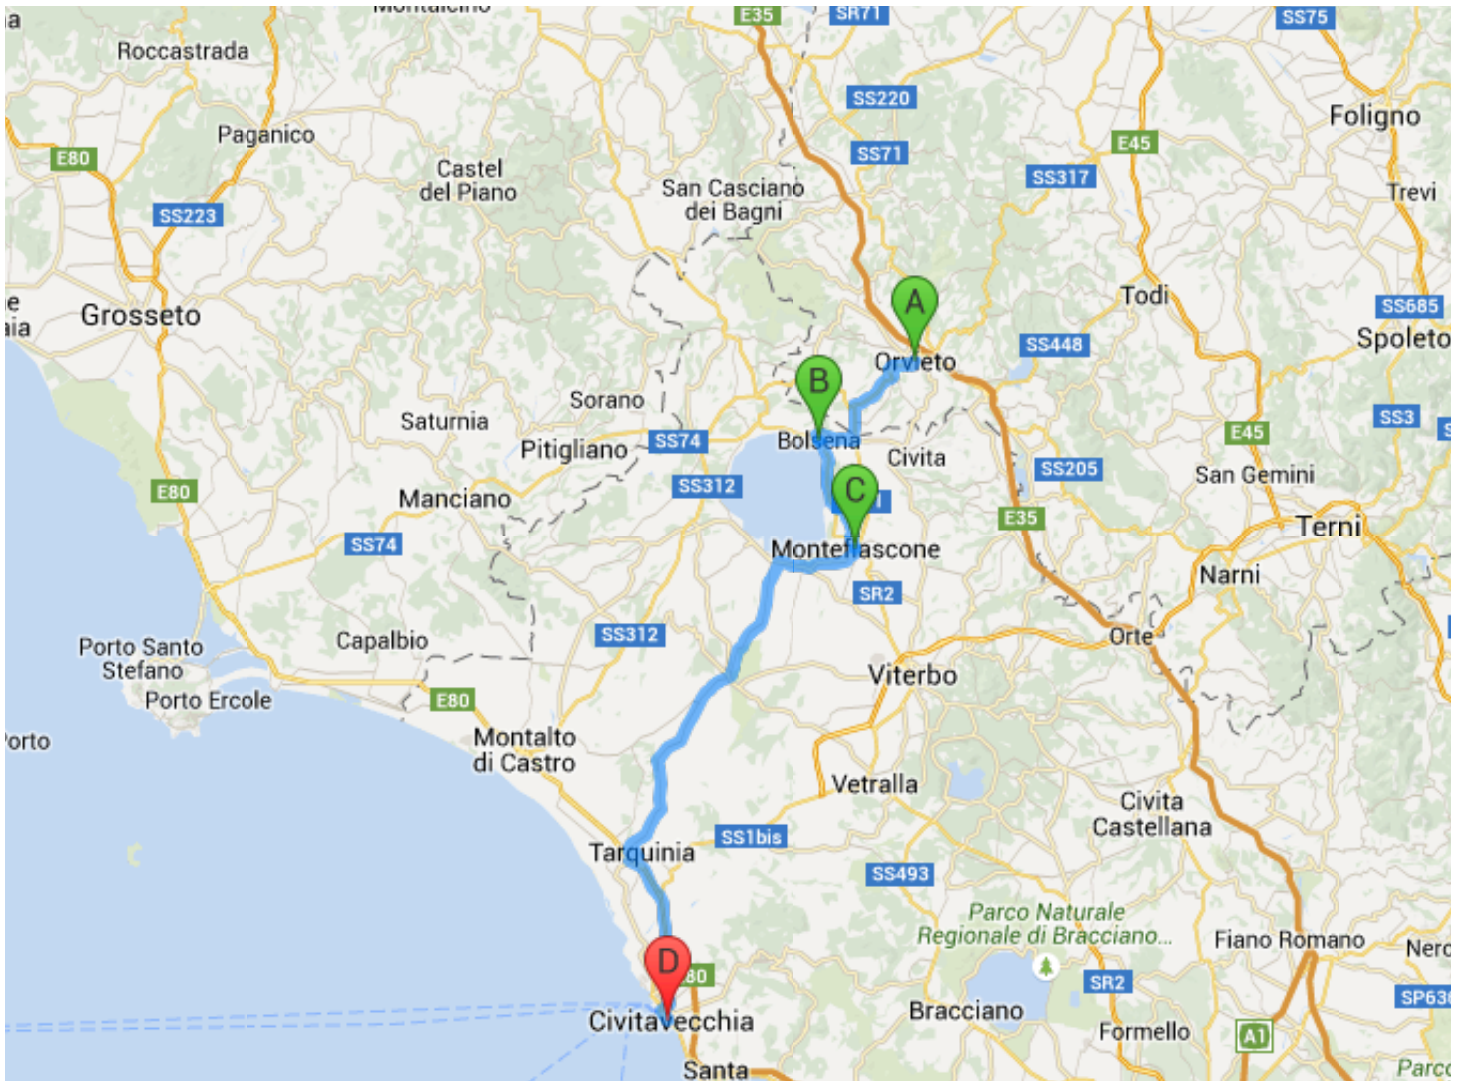 Montalcino
E35
SR71
SS75
Roccastrada
SS220
Foligno
Paganico
E45
E80
SS71
Castel
del Piano
SS317
San Casciano
dei Bagni
Trevi
SS223
Todi
Grosseto
A
SS685
Spoleto
SS448
Orvieto
B
Sorano
Saturnia
SS3
E45
Pitigliano
SS74
Bolsena
Civita
SS205
San Gemini
E80
Manciano
SS312
C
E35
Terni
SS74
Montefiascone
Narni
SR2
Capalbio
SS312
Orte
Porto Santo
Stefano
Viterbo
Porto Ercole
E80
Montalto
di Castro
Vetralla
Civita
Castellana
SS1bis
Tarquinia
SS493
Parco Naturale
Regionale di Bracciano...
Fiano Romano
D
80
SR2
Bracciano
Civitavecchia
Formello
A1
Santa